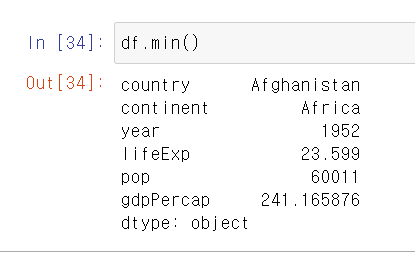 In [34]: df.min()
Out[34]: country Afghanistan
continent Africa
year 1952
lifeExp 23.599
pop 60011
gdpPercap 241.165876
dtype: object